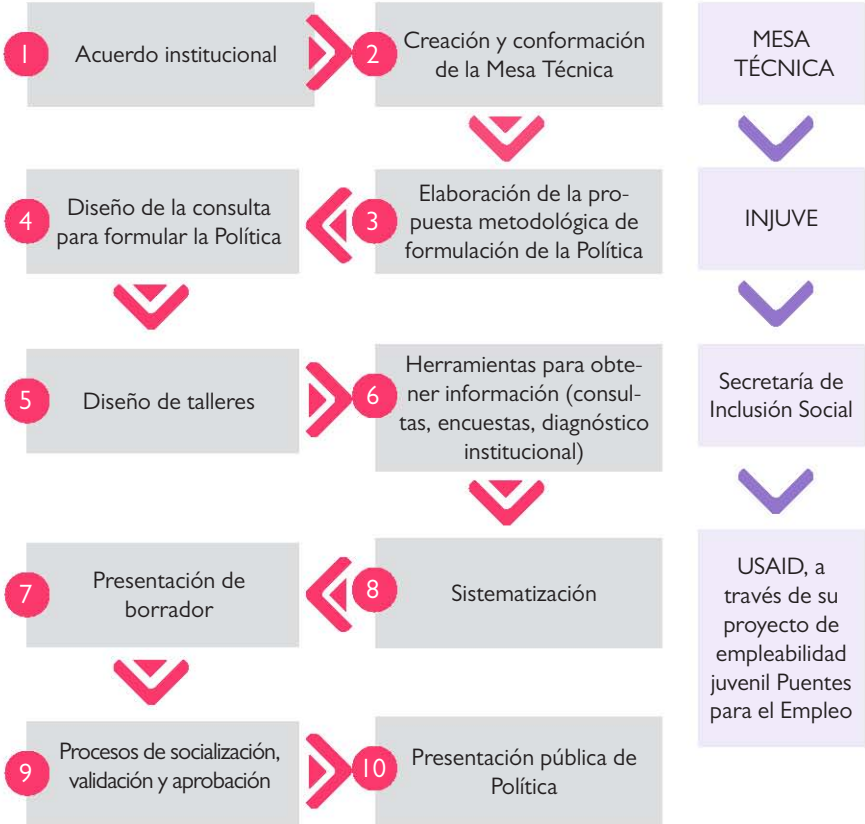 1
Acuerdo institucional
2
Creación y conformación
de la Mesa Técnica
4
Diseño de la consulta
para formular la Política
3
Elaboración de la pro-
puesta metodológica de
formulación de la Política
5
Diseño de talleres
6
Herramientas para obte-
ner información (consul-
tas, encuestas, diagnóstico
institucional)
7
Presentación de
borrador
8
Sistematización
9
Procesos de socialización,
validación y aprobación
10
Presentación pública de
Política
MESA
TÉCNICA
INJUVE
Secretaría de
Inclusión Social
USAID, a
través de su
proyecto de
empleabilidad
juvenil Puentes
para el Empleo